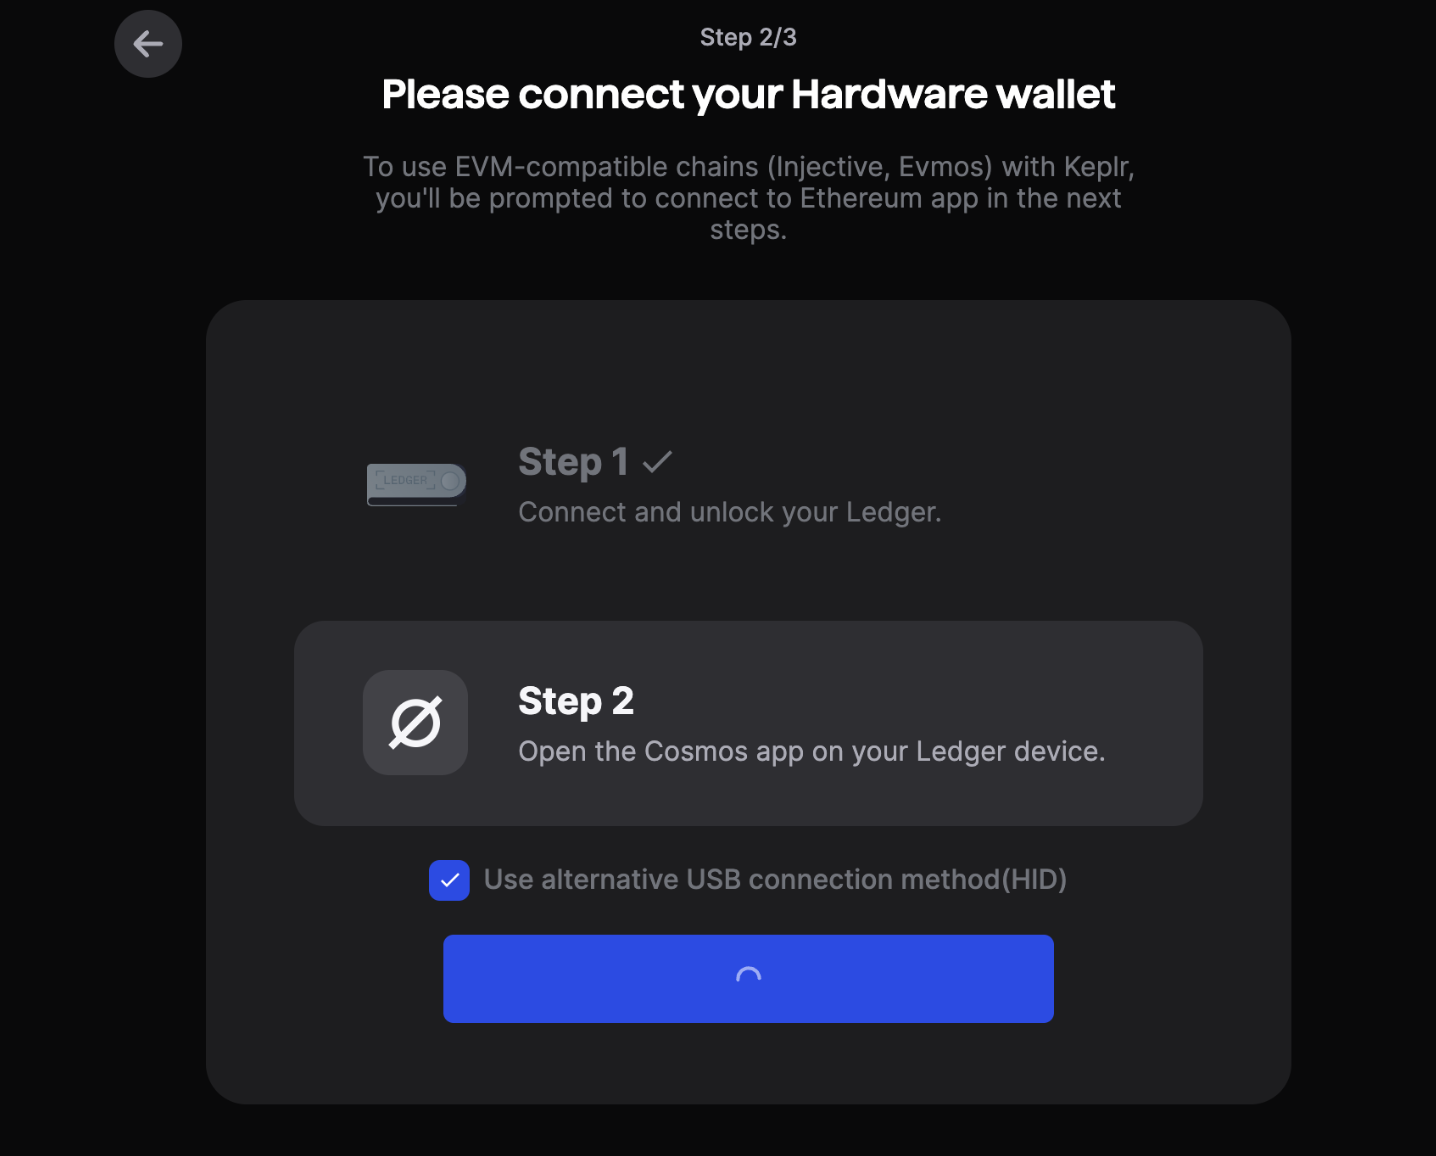 Step 2/3
Please connect your Hardware wallet
To use EVM-compatible chains (Injective, Evmos) with Keplr,
you'll be prompted to connect to Ethereum app in the next
steps.
Step 1
LEDGER
Connect and unlock your Ledger.
Step 2
Open the Cosmos app on your Ledger device.
Use alternative USB connection method(HID)